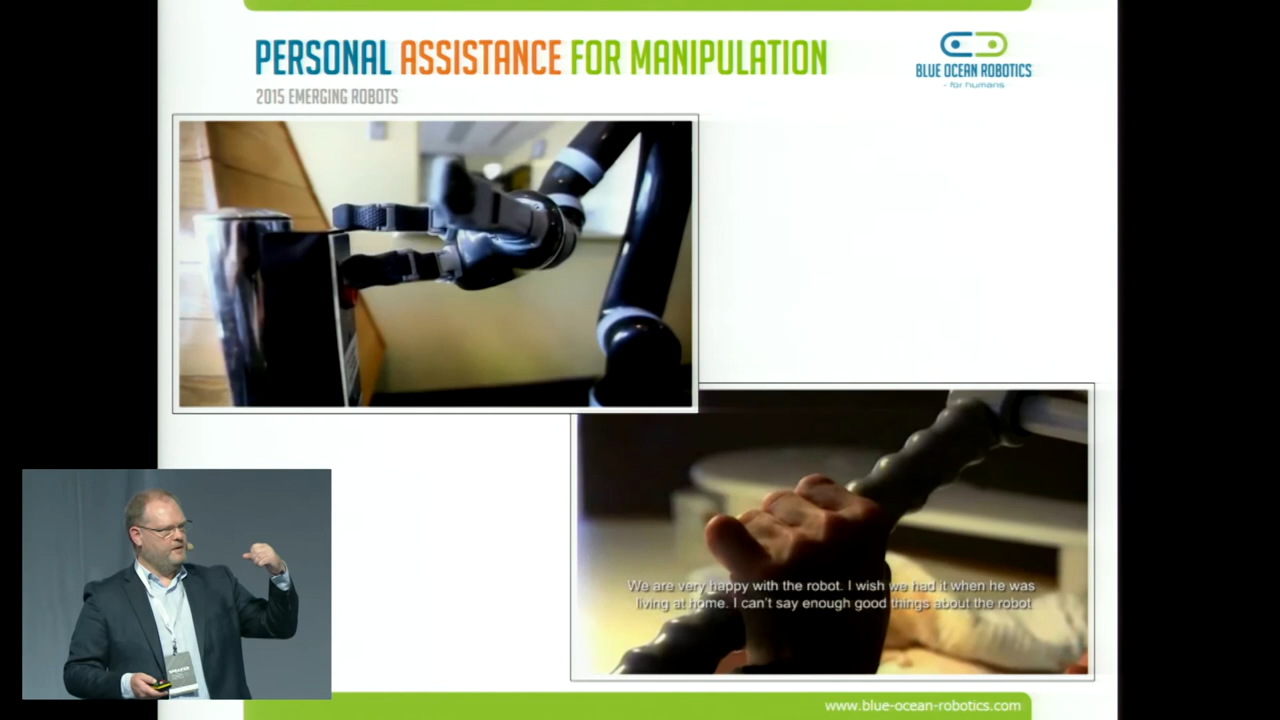 PERSONAL ASSISTANCE FOR MANIPULATION
2015 EMERGING ROBOTS
BLUE OCEAN ROBOTICS
- for humans
We are very happy with the robot. I wish we had it when he was
living at home. I can't say enough good things about the robot
SPEAKER
www.blue-ocean-robotics.com